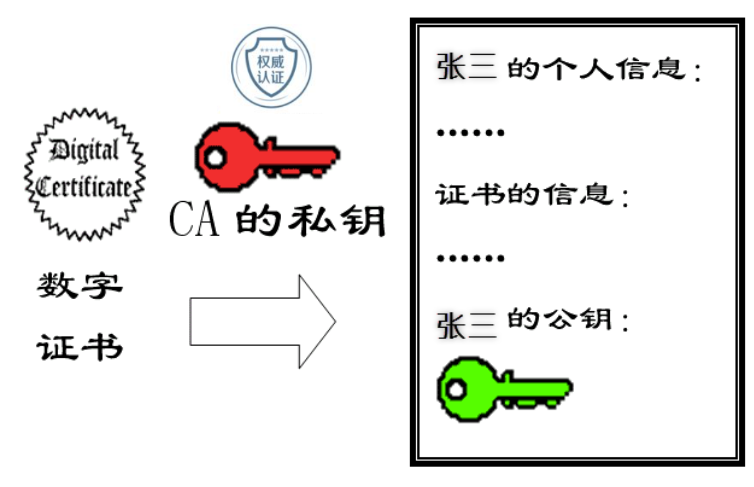 权威
认证
Digital
Certificate
CA 的私钥
数字
证书
张三 的个人信息：
••••••
证书的信息：
••••••
张三 的公钥：